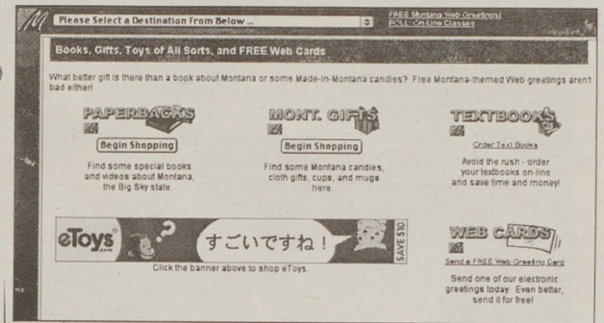 Please Select a Destination From Below ...
FREE Montana Web Greetings!
POLL: On-Line Classes
Books, Gifts, Toys of All Sorts, and FREE Web Cards
What better gift is there than a book about Montana or some Made-In-Montana candies? Free Montana-themed Web greetings aren't
bad either!
PAPERBACKS
Begin Shopping
Find some special books
and videos about Montana,
the Big Sky state.
MONT. GIFTS
Begin Shopping
Find some Montana candies,
cloth gifts, cups, and mugs
here.
TEXTBOOKS
Order Text Books
Avoid the rush - order
your textbooks on-line
and save time and money!
eToys
.com
?
すごいですね!
SAVE $10
Click the banner above to shop eToys.
WEB CARDS
Send a FREE Web Greeting Card
Send one of our electronic
greetings today. Even better,
send it for free!